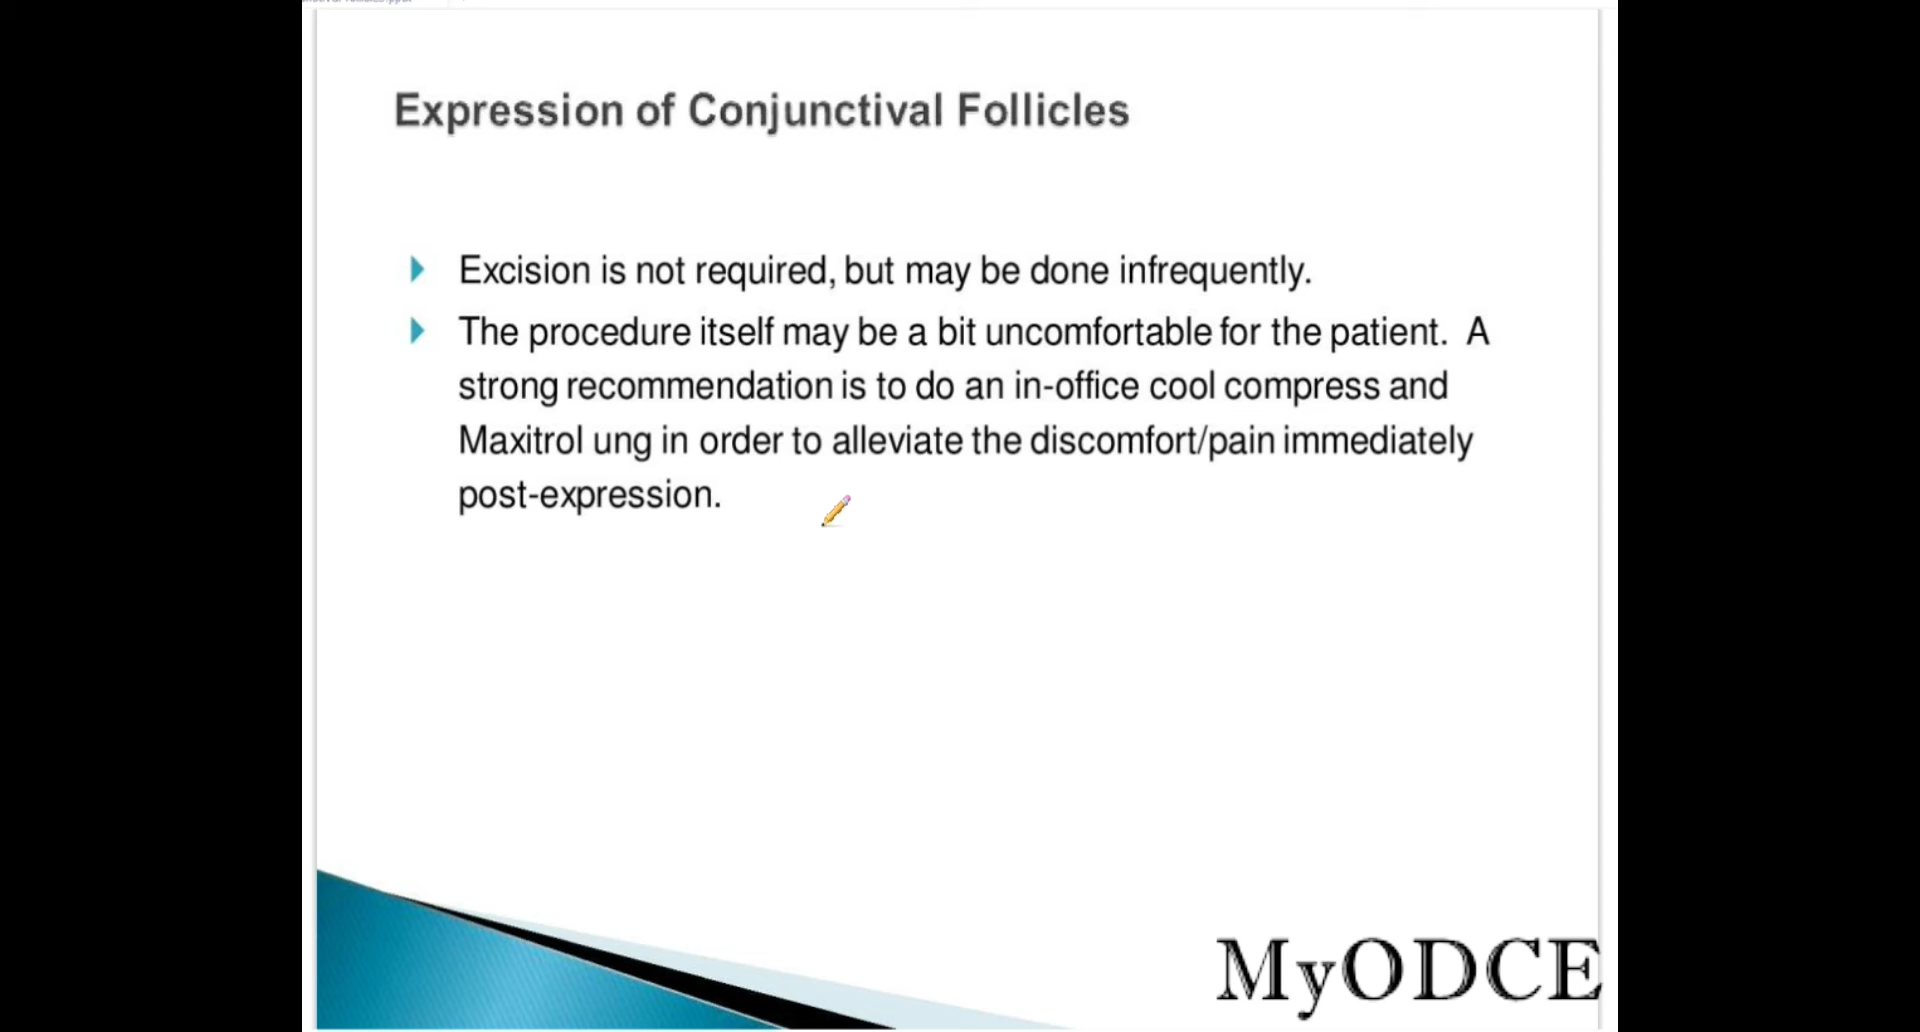 Expression of Conjunctival Follicles
Excision is not required, but may be done infrequently.
The procedure itself may be a bit uncomfortable for the patient. A
strong recommendation is to do an in-office cool compress and
Maxitrol ung in order to alleviate the discomfort/pain immediately
post-expression.
MyODCE